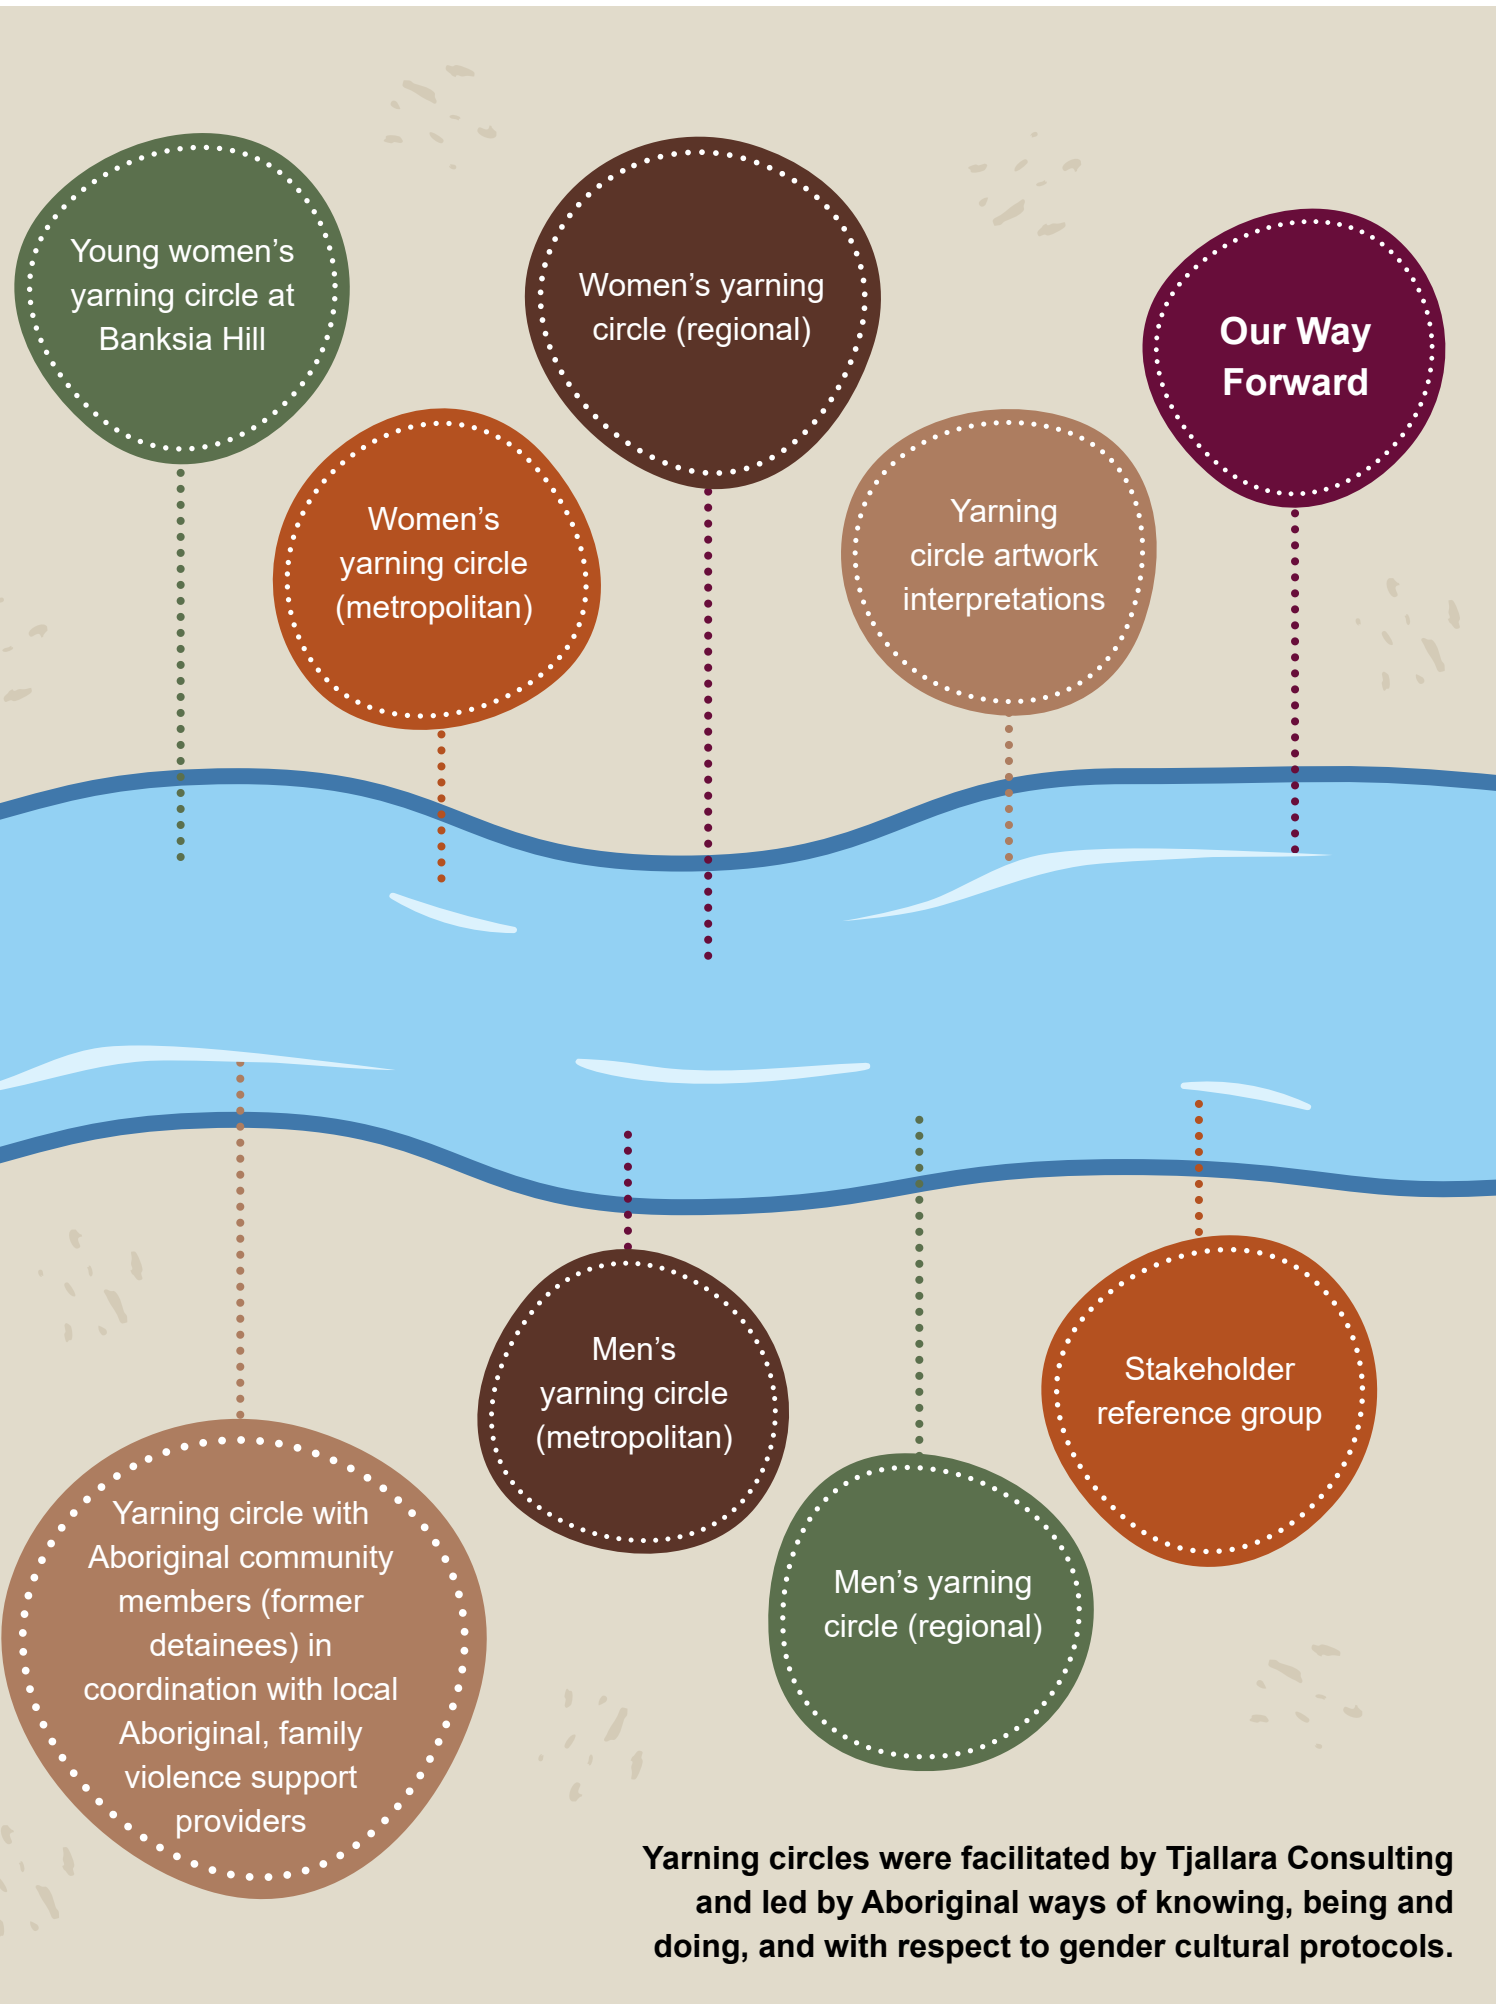 Young women’s
yarning circle at
Banksia Hill
Women’s
yarning circle
(metropolitan)
Women’s yarning
circle (regional)
Yarning
circle artwork
interpretations
Our Way
Forward
Yarning circle with
Aboriginal community
members (former
detainees) in
coordination with local
Aboriginal, family
violence support
providers
Men’s
yarning circle
(metropolitan)
Men’s yarning
circle (regional)
Stakeholder
reference group
Yarning circles were facilitated by Tjallara Consulting
and led by Aboriginal ways of knowing, being and
doing, and with respect to gender cultural protocols.